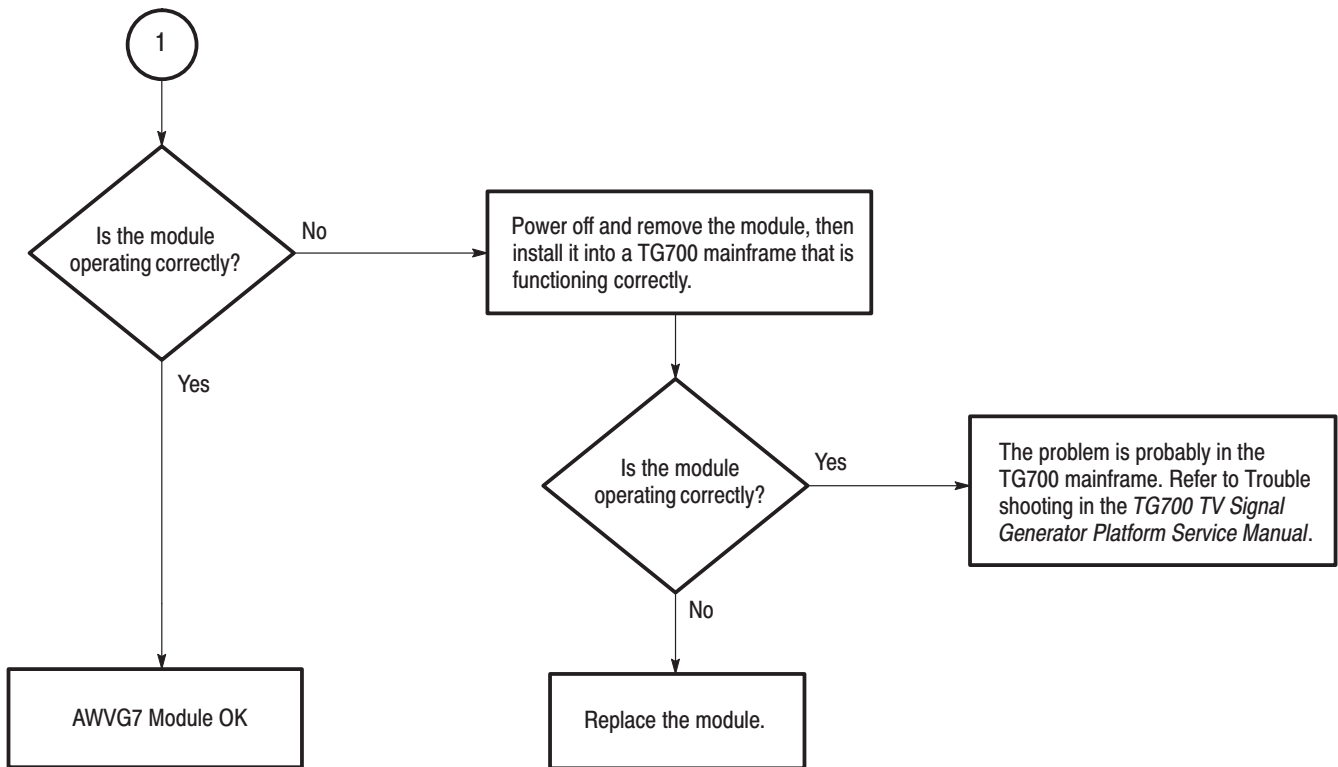 1
Is the module
operating correctly?
No
Yes
Power off and remove the module, then
install it into a TG700 mainframe that is
functioning correctly.
Is the module
operating correctly?
Yes
No
The problem is probably in the
TG700 mainframe. Refer to Trouble
shooting in the TG700 TV Signal
Generator Platform Service Manual.
AWVG7 Module OK
Replace the module.